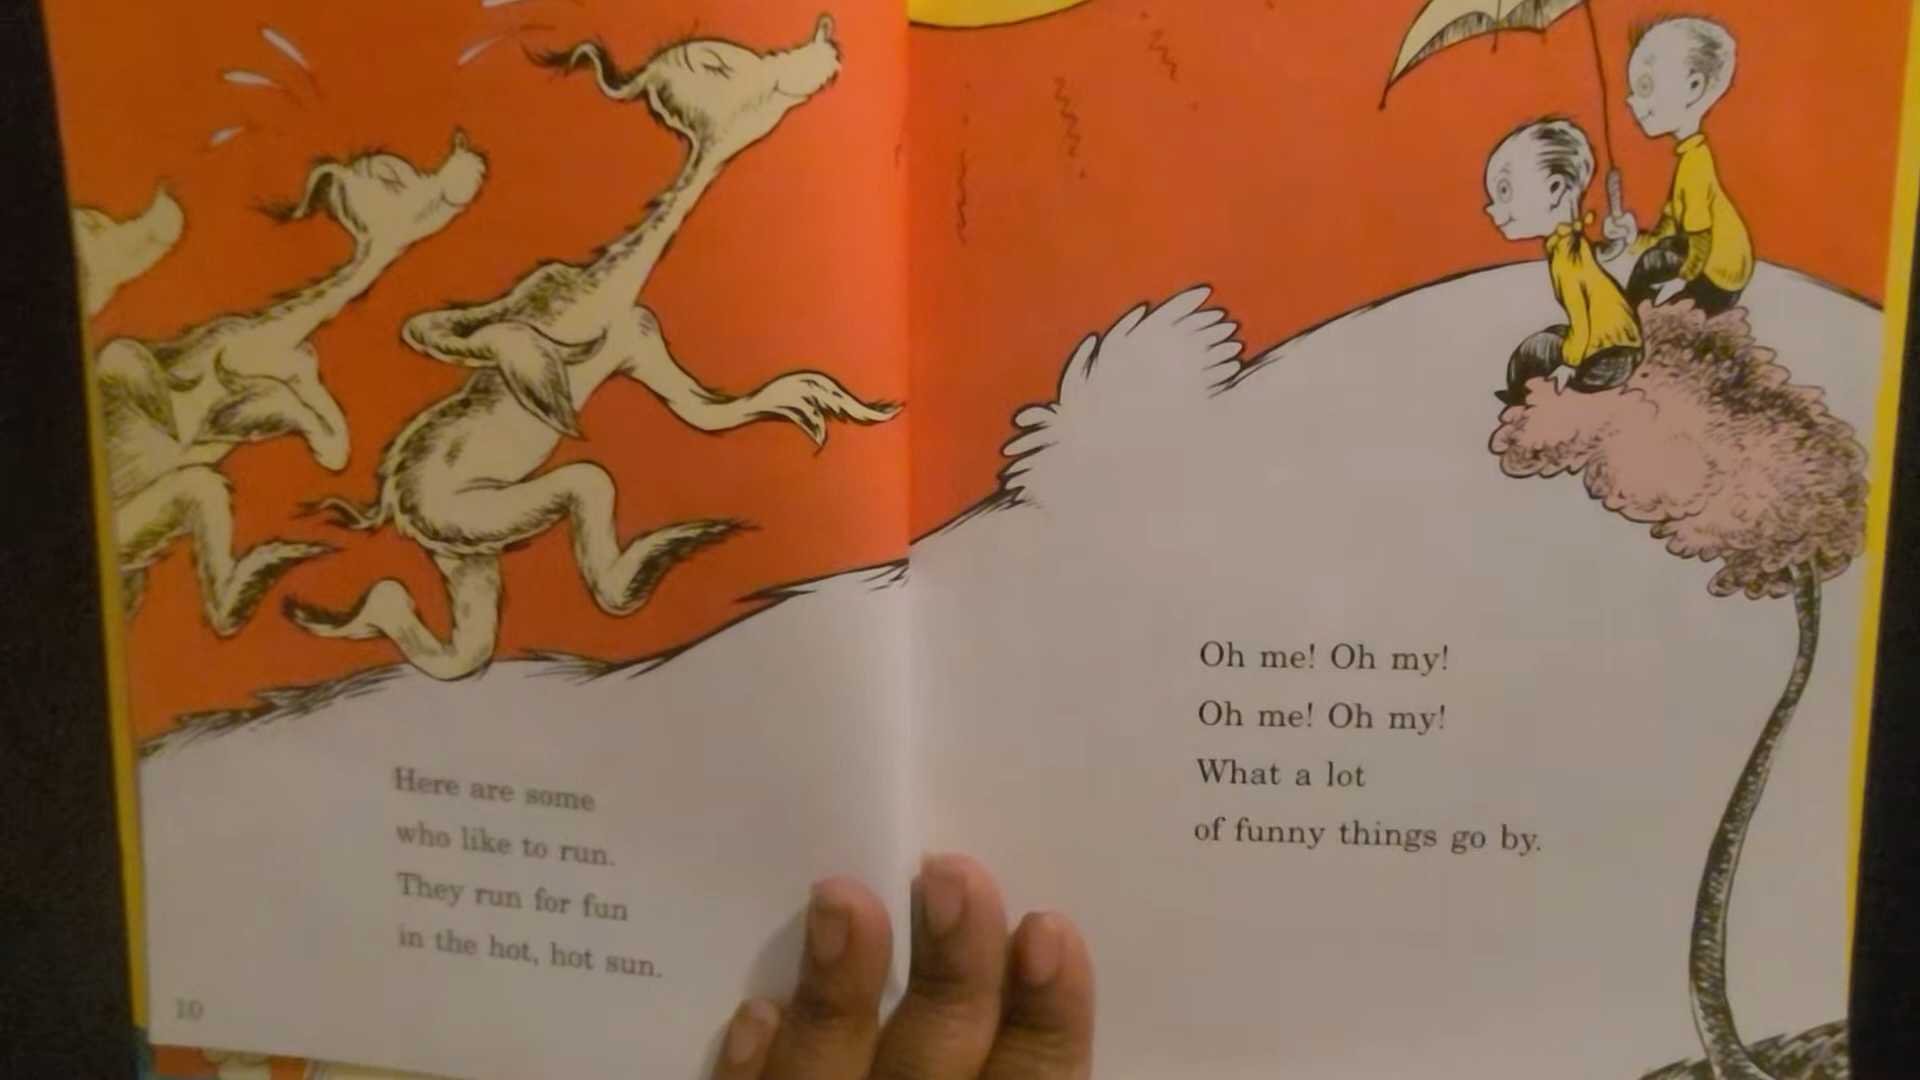 Here are some
who like to run.
They run for fun
in the hot, hot sun.
10
Oh me! Oh my!
Oh me! Oh my!
What a lot
of funny things go by.